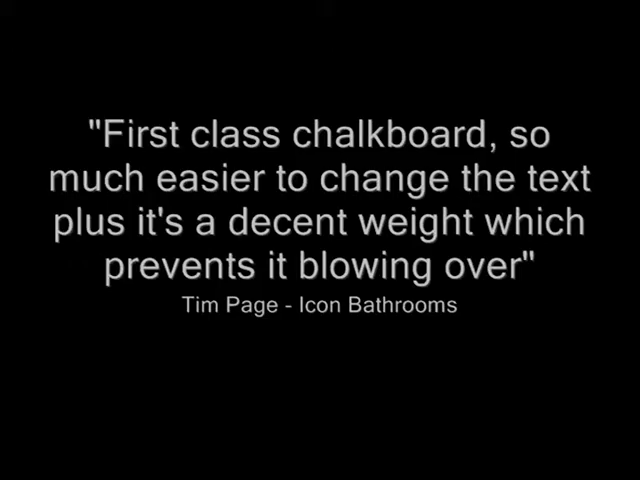 "First class chalkboard, so
much easier to change the text
plus it's a decent weight which
prevents it blowing over"
Tim Page - Icon Bathrooms